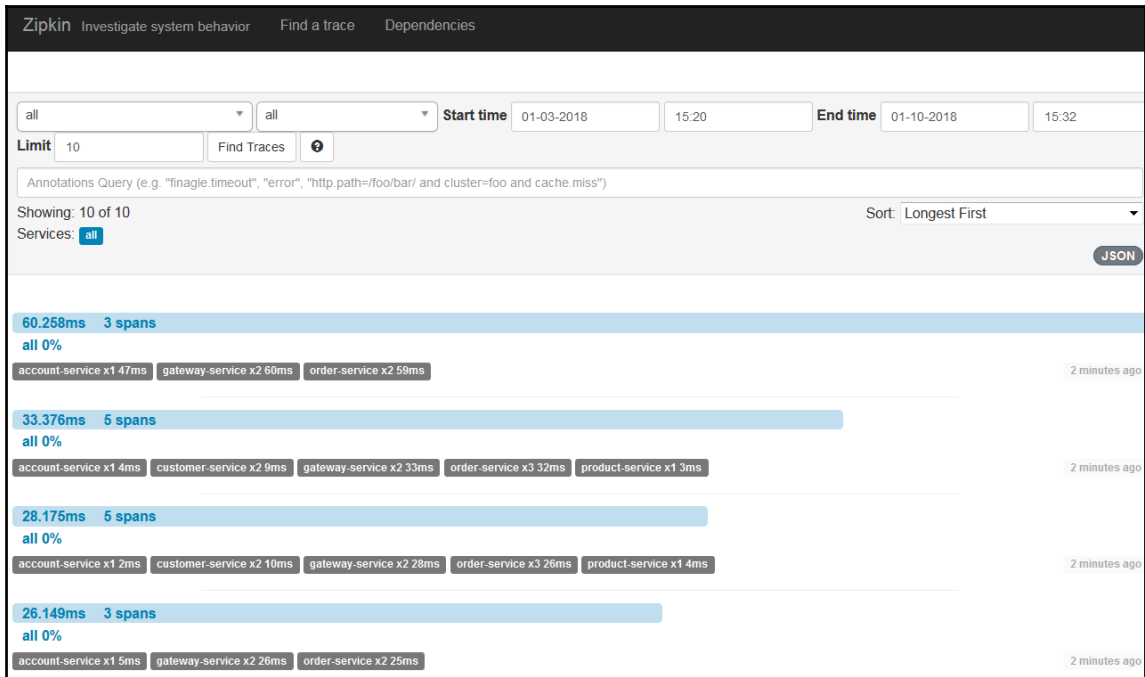 Zipkin Investigate system behavior Find a trace Dependencies
all all Start time 01-03-2018 15:20 End time 01-10-2018 15:32
Limit 10 Find Traces ?
Annotations Query (e.g. "finagle.timeout", "error", "http.path=/foo/bar/ and cluster=foo and cache.miss")
Showing: 10 of 10 Sort: Longest First
Services: all
JSON
60.258ms 3 spans
all 0%
account-service x1 47ms gateway-service x2 60ms order-service x2 59ms 2 minutes ago
33.376ms 5 spans
all 0%
account-service x1 4ms customer-service x2 9ms gateway-service x2 33ms order-service x3 32ms product-service x1 3ms 2 minutes ago
28.175ms 5 spans
all 0%
account-service x1 2ms customer-service x2 10ms gateway-service x2 28ms order-service x3 26ms product-service x1 4ms 2 minutes ago
26.149ms 3 spans
all 0%
account-service x1 5ms gateway-service x2 26ms order-service x2 25ms 2 minutes ago